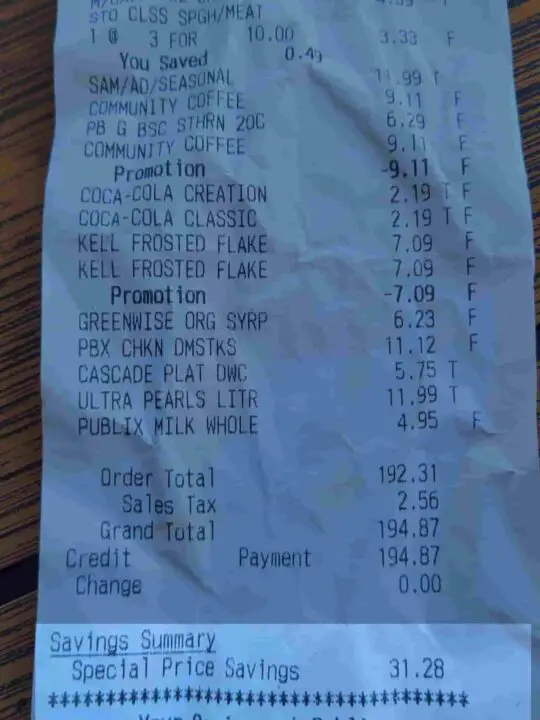 STO CLSS SPGH/MEAT
1 @ 3 FOR 10.00 3.33 F
You Saved 0.49
SAM/AD/SEASONAL 11.99 T
COMMUNITY COFFEE 9.11 F
PB G BSC STHRN 20C 6.29 F
COMMUNITY COFFEE 9.11 F
Promotion -9.11 F
COCA-COLA CREATION 2.19 T F
COCA-COLA CLASSIC 2.19 T F
KELL FROSTED FLAKE 7.09 F
KELL FROSTED FLAKE 7.09 F
Promotion -7.09 F
GREENWISE ORG SYRP 6.23 F
PBX CHKN DMSTKS 11.12 F
CASCADE PLAT DWC 5.75 T
ULTRA PEARLS LITR 11.99 T
PUBLIX MILK WHOLE 4.95 F
Order Total 192.31
Sales Tax 2.56
Grand Total 194.87
Credit Payment 194.87
Change 0.00
Savings Summary
Special Price Savings 31.28
****************************************